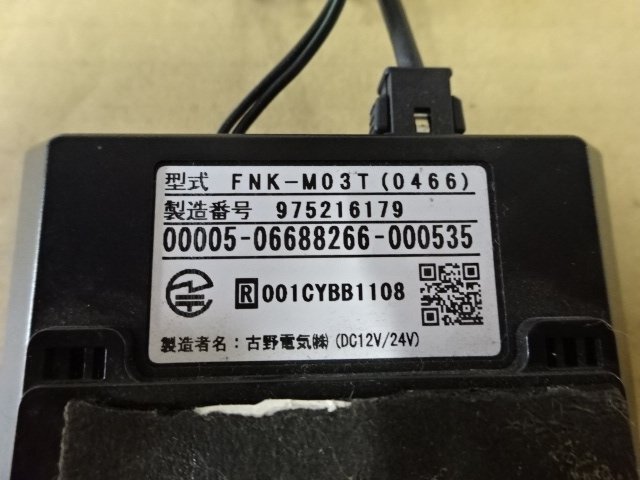 型式 FNK-M03T(0466)
製造番号 975216179
00005-06688266-000535
R 001CYBB1108
製造者名:古野電気㈱(DC12V/24V)